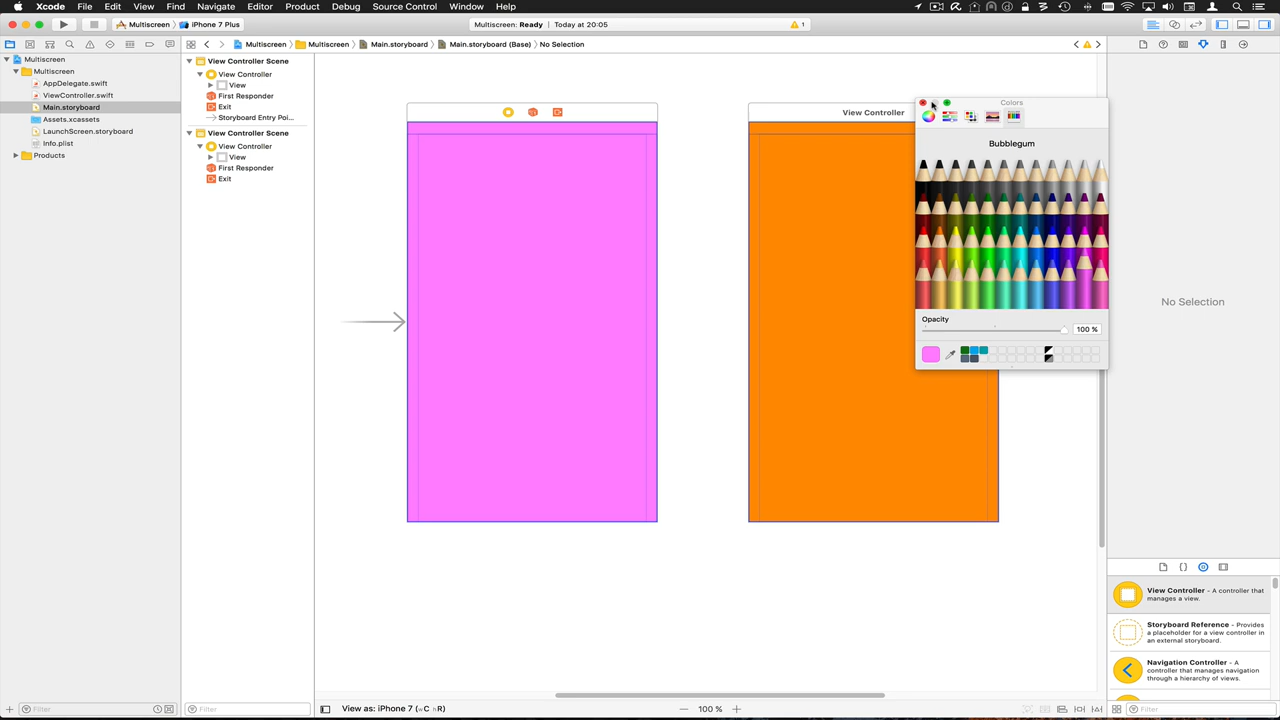 Xcode File Edit View Find Navigate Editor Product Debug Source Control Window Help
Multiscreen iPhone 7 Plus
Multiscreen: Ready Today at 20:05
1
Multiscreen Multiscreen Main.storyboard Main.storyboard (Base) No Selection
Multiscreen
Multiscreen
AppDelegate.swift
ViewController.swift
Main.storyboard
Assets.xcassets
LaunchScreen.storyboard
Info.plist
Products
View Controller Scene
View Controller
View
First Responder
Exit
Storyboard Entry Poi...
View Controller Scene
View Controller
View
First Responder
Exit
View Controller
Colors
Bubblegum
Opacity
100 %
No Selection
View Controller - A controller that
manages a view.
Storyboard Reference - Provides
a placeholder for a view controller in
an external storyboard.
Navigation Controller - A
controller that manages navigation
through a hierarchy of views.
Filter
Filter
View as: iPhone 7 (wC hR)
100 %
Filter